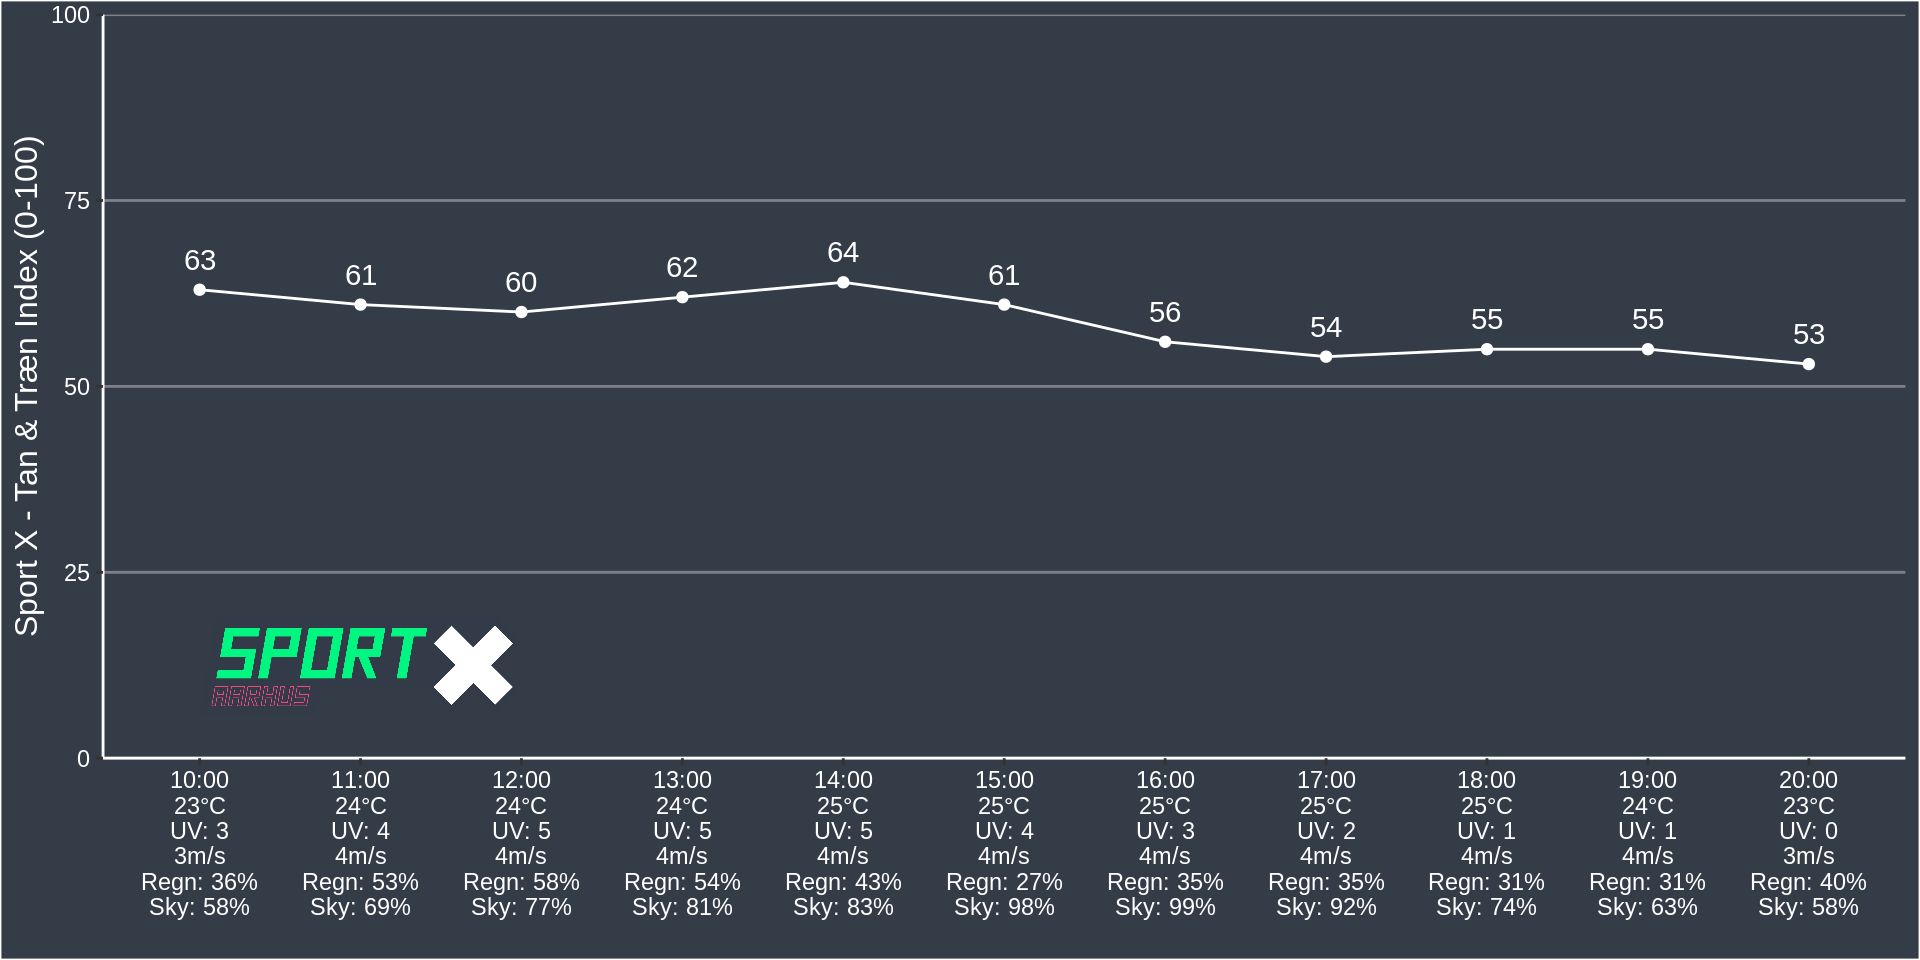 Sport X - Tan & Træn Index (0-100)
100
75
50
25
0
63
61
60
62
64
61
56
54
55
55
53
SPORT X
AARHUS
10:00 11:00 12:00 13:00 14:00 15:00 16:00 17:00 18:00 19:00 20:00
23°C 24°C 24°C 24°C 25°C 25°C 25°C 25°C 25°C 24°C 23°C
UV: 3 UV: 4 UV: 5 UV: 5 UV: 5 UV: 4 UV: 3 UV: 2 UV: 1 UV: 1 UV: 0
3m/s 4m/s 4m/s 4m/s 4m/s 4m/s 4m/s 4m/s 4m/s 4m/s 3m/s
Regn: 36% Regn: 53% Regn: 58% Regn: 54% Regn: 43% Regn: 27% Regn: 35% Regn: 35% Regn: 31% Regn: 31% Regn: 40%
Sky: 58% Sky: 69% Sky: 77% Sky: 81% Sky: 83% Sky: 98% Sky: 99% Sky: 92% Sky: 74% Sky: 63% Sky: 58%